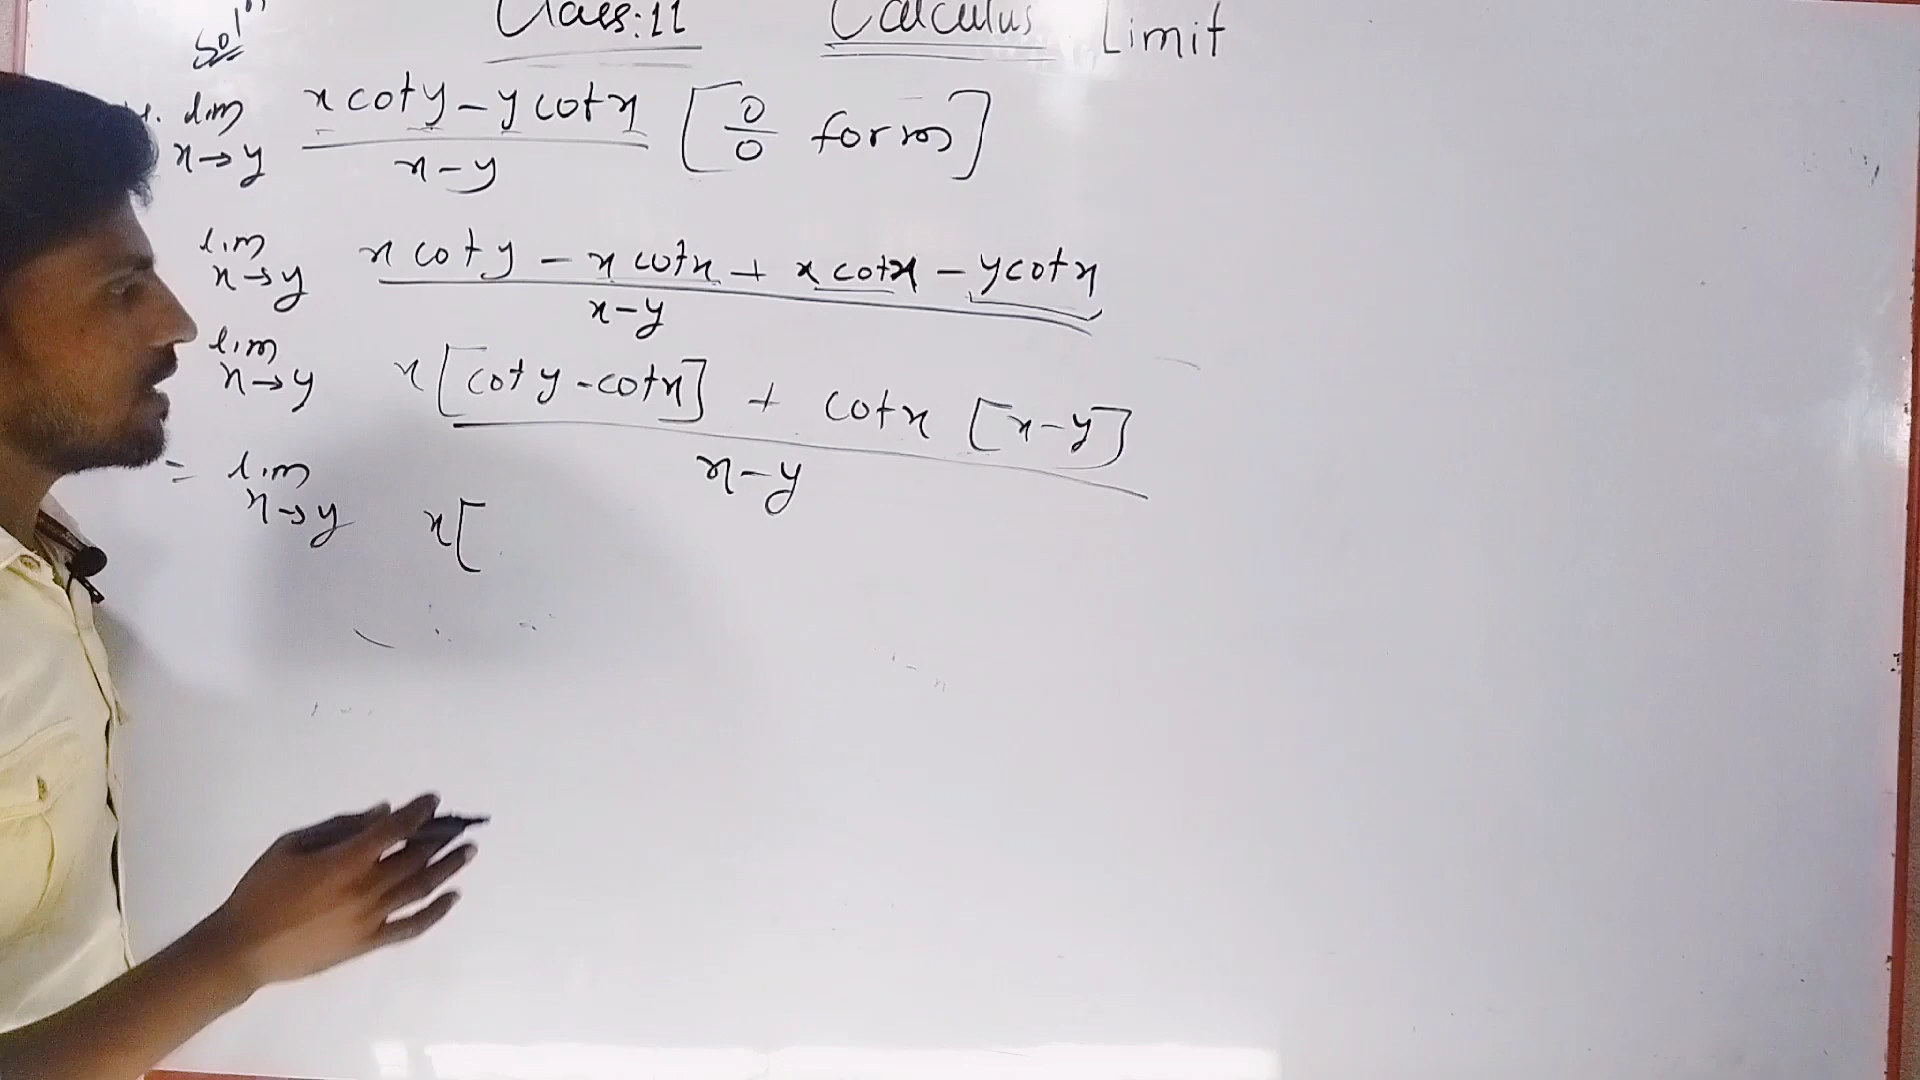 Class: 11 Calculus Limit
Solⁿ
lim x→y (x cot y - y cot x)/(x-y) [0/0 form]
lim x→y (x cot y - x cot x + x cot x - y cot x)/(x-y)
lim x→y (x[cot y - cot x] + cot x [x-y])/(x-y)
= lim x→y x[